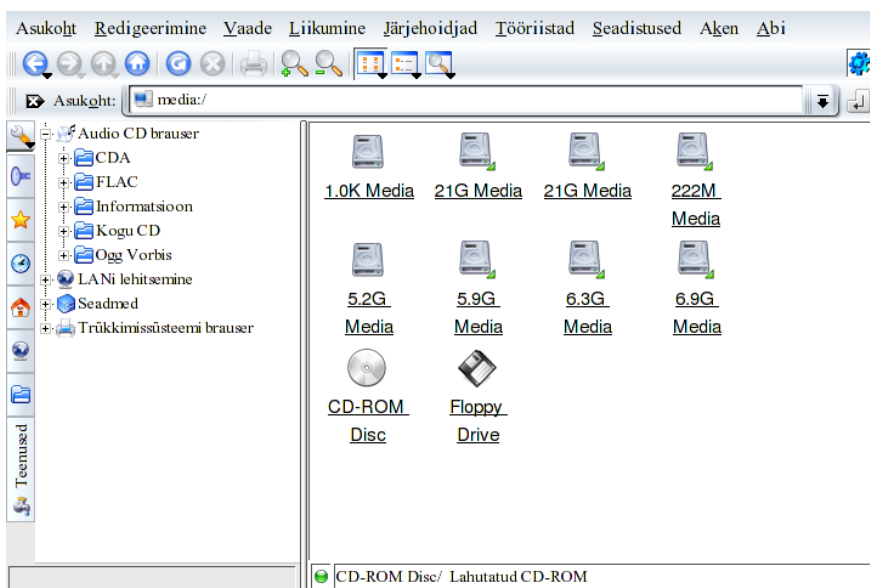 Asukoht Redigeerimine Vaade Liikumine Järjehoidjad Tööriistad Seadistused Aken Abi
Asukoht: media:/
Audio CD brauser
CDA
FLAC
Informatsioon
Kogu CD
Ogg Vorbis
LANi lehitsemine
Seadmed
Trükkimissüsteemi brauser
Teenused
1.0K Media 21G Media 21G Media 222M
Media
5.2G 5.9G 6.3G 6.9G
Media Media Media Media
CD-ROM Floppy
Disc Drive
CD-ROM Disc/ Lahutatud CD-ROM